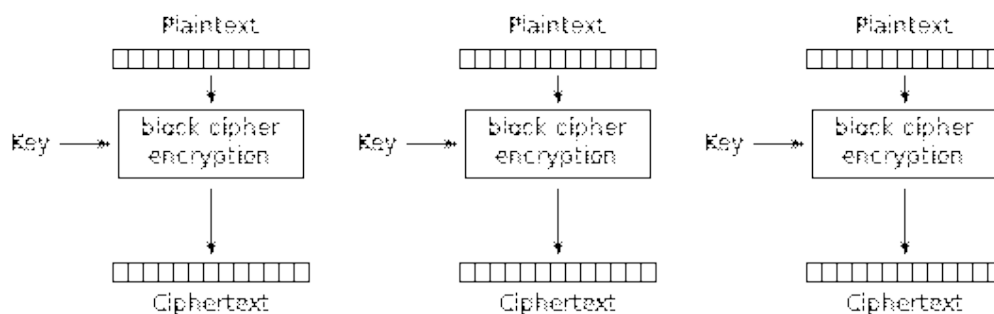 Plaintext Plaintext Plaintext
Key block cipher encryption Key block cipher encryption Key block cipher encryption
Ciphertext Ciphertext Ciphertext